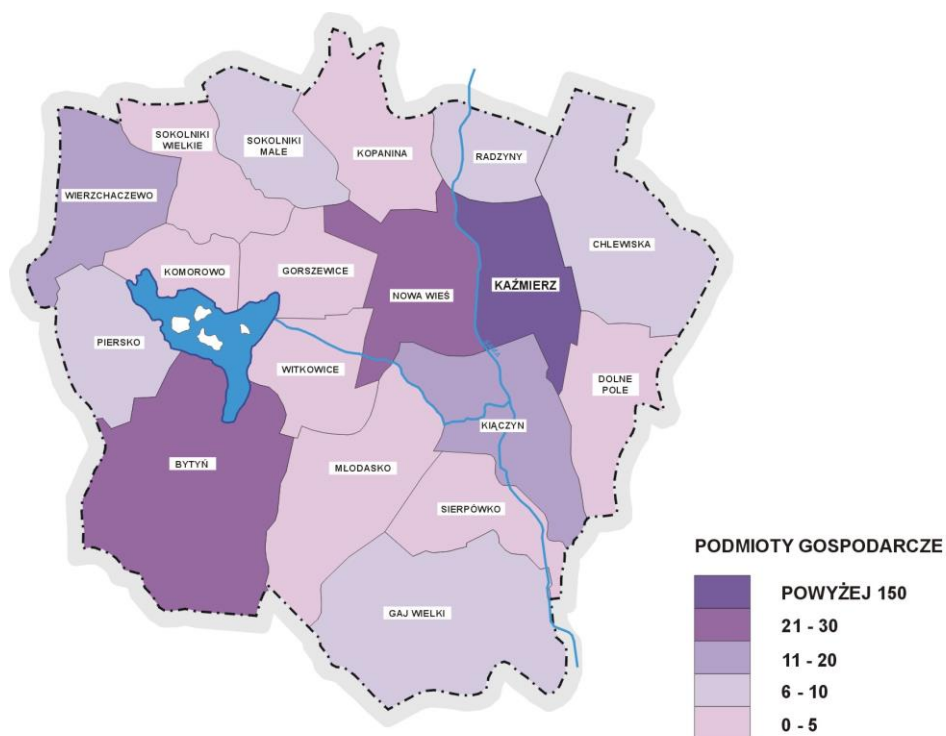 SOKOLNIKI
WIELKIE
SOKOLNIKI
MAŁE
KOPANINA
RADZYNY
WIERZCHACZEWO
CHLEWISKA
KOMOROWO
GORSZEWICE
NOWA WIEŚ
KAŹMIERZ
PIERSKO
WITKOWICE
DOLNE
POLE
KIĄCZYN
BYTYŃ
MŁODASKO
SIERPÓWKO
GAJ WIELKI
PODMIOTY GOSPODARCZE
POWYŻEJ 150
21 - 30
11 - 20
6 - 10
0 - 5